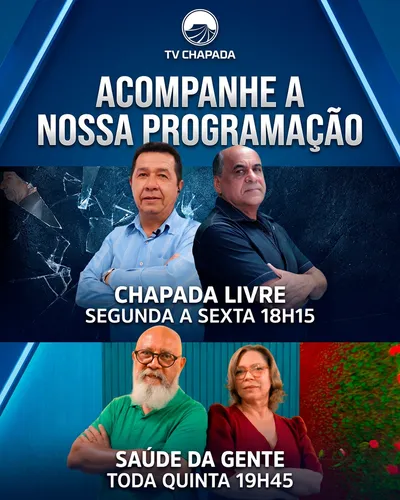 TV CHAPADA
ACOMPANHE A
NOSSA PROGRAMAÇÃO
CHAPADA LIVRE
SEGUNDA A SEXTA 18H15
SAÚDE DA GENTE
TODA QUINTA 19H45